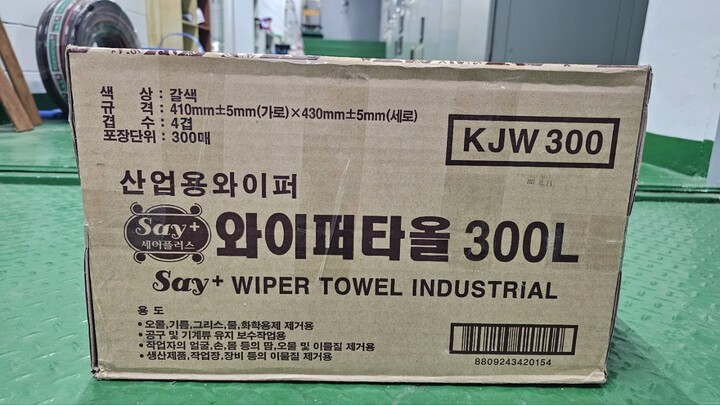 색 상 : 갈색
규 격 : 410mm±5mm(가로)×430mm±5mm(세로)
겹 수 : 4겹
포장단위 : 300매
KJW 300
산업용와이퍼
Say+
세이플러스
와이퍼타올 300L
Say+ WIPER TOWEL INDUSTRiAL
용 도
• 오물,기름,그리스,물,화학용제 제거용
• 공구 및 기계류 유지 보수작업용
• 작업자의 얼굴,손,몸 등의 땀,오물 및 이물질 제거용
• 생산제품,작업장,장비 등의 이물질 제거용
8809243420154